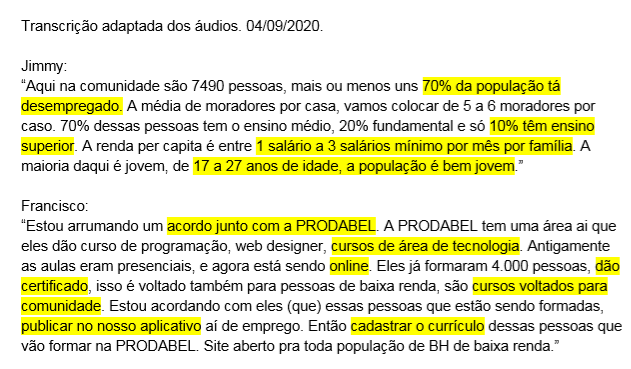 Transcrição adaptada dos áudios. 04/09/2020.
Jimmy:
“Aqui na comunidade são 7490 pessoas, mais ou menos uns 70% da população tá
desempregado. A média de moradores por casa, vamos colocar de 5 a 6 moradores por
caso. 70% dessas pessoas tem o ensino médio, 20% fundamental e só 10% têm ensino
superior. A renda per capita é entre 1 salário a 3 salários mínimo por mês por família. A
maioria daqui é jovem, de 17 a 27 anos de idade, a população é bem jovem.”
Francisco:
“Estou arrumando um acordo junto com a PRODABEL. A PRODABEL tem uma área ai que
eles dão curso de programação, web designer, cursos de área de tecnologia. Antigamente
as aulas eram presenciais, e agora está sendo online. Eles já formaram 4.000 pessoas, dão
certificado, isso é voltado também para pessoas de baixa renda, são cursos voltados para
comunidade. Estou acordando com eles (que) essas pessoas que estão sendo formadas,
publicar no nosso aplicativo aí de emprego. Então cadastrar o currículo dessas pessoas que
vão formar na PRODABEL. Site aberto pra toda população de BH de baixa renda.”